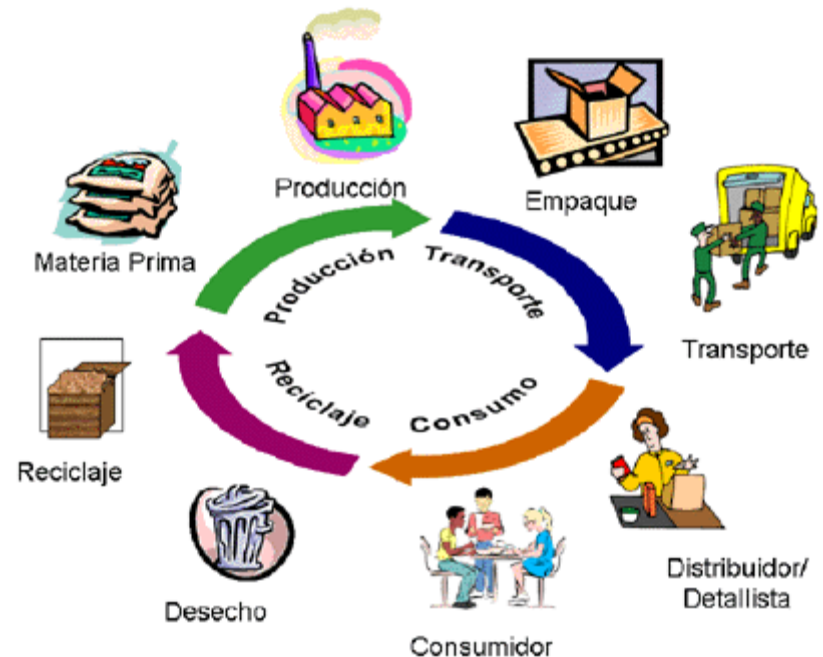 Producción
Empaque
Materia Prima
Producción
Transporte
Transporte
Reciclaje
Consumo
Reciclaje
Desecho
Distribuidor/
Detallista
Consumidor